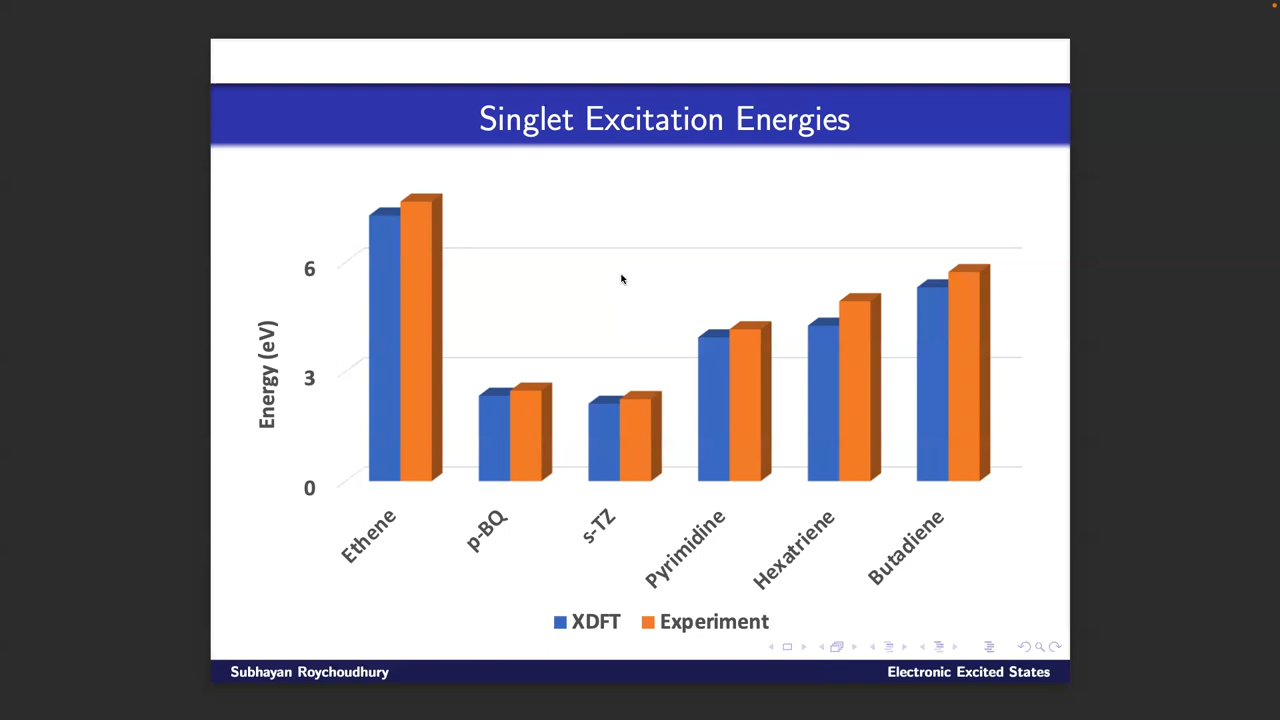 Singlet Excitation Energies
6
3
0
Energy (eV)
Ethene
p-BQ
s-TZ
Pyrimidine
Hexatriene
Butadiene
XDFT
Experiment
Subhayan Roychoudhury
Electronic Excited States